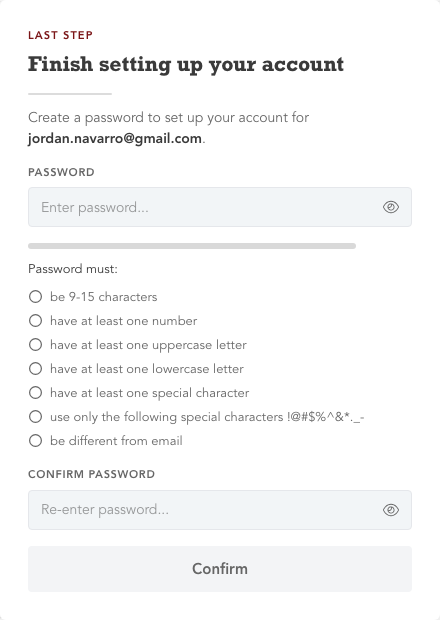 LAST STEP
Finish setting up your account
Create a password to set up your account for
jordan.navarro@gmail.com.
PASSWORD
Enter password...
Password must:
be 9-15 characters
have at least one number
have at least one uppercase letter
have at least one lowercase letter
have at least one special character
use only the following special characters !@#$%^&*._-
be different from email
CONFIRM PASSWORD
Re-enter password...
Confirm